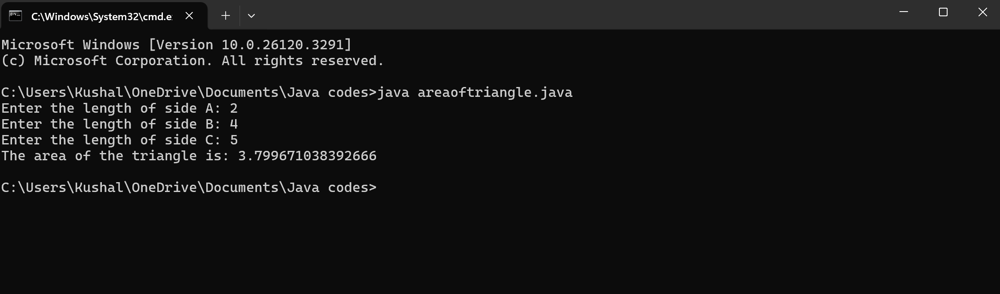 C:\Windows\System32\cmd.e
Microsoft Windows [Version 10.0.26120.3291]
(c) Microsoft Corporation. All rights reserved.
C:\Users\Kushal\OneDrive\Documents\Java codes>java areaoftriangle.java
Enter the length of side A: 2
Enter the length of side B: 4
Enter the length of side C: 5
The area of the triangle is: 3.799671038392666
C:\Users\Kushal\OneDrive\Documents\Java codes>